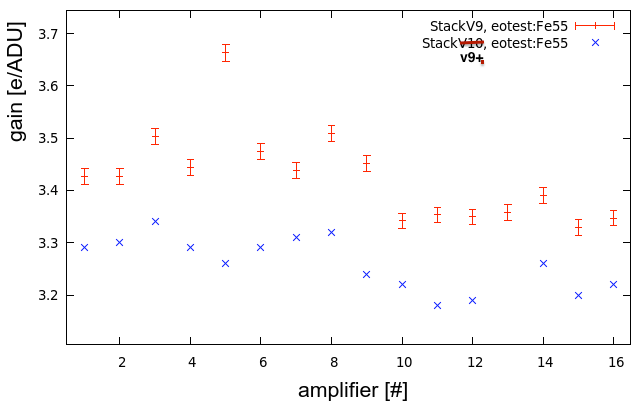 StackV9, eotest:Fe55
StackV10, eotest:Fe55
v9+
gain [e/ADU]
3.7
3.6
3.5
3.4
3.3
3.2
2
4
6
8
10
12
14
16
amplifier [#]